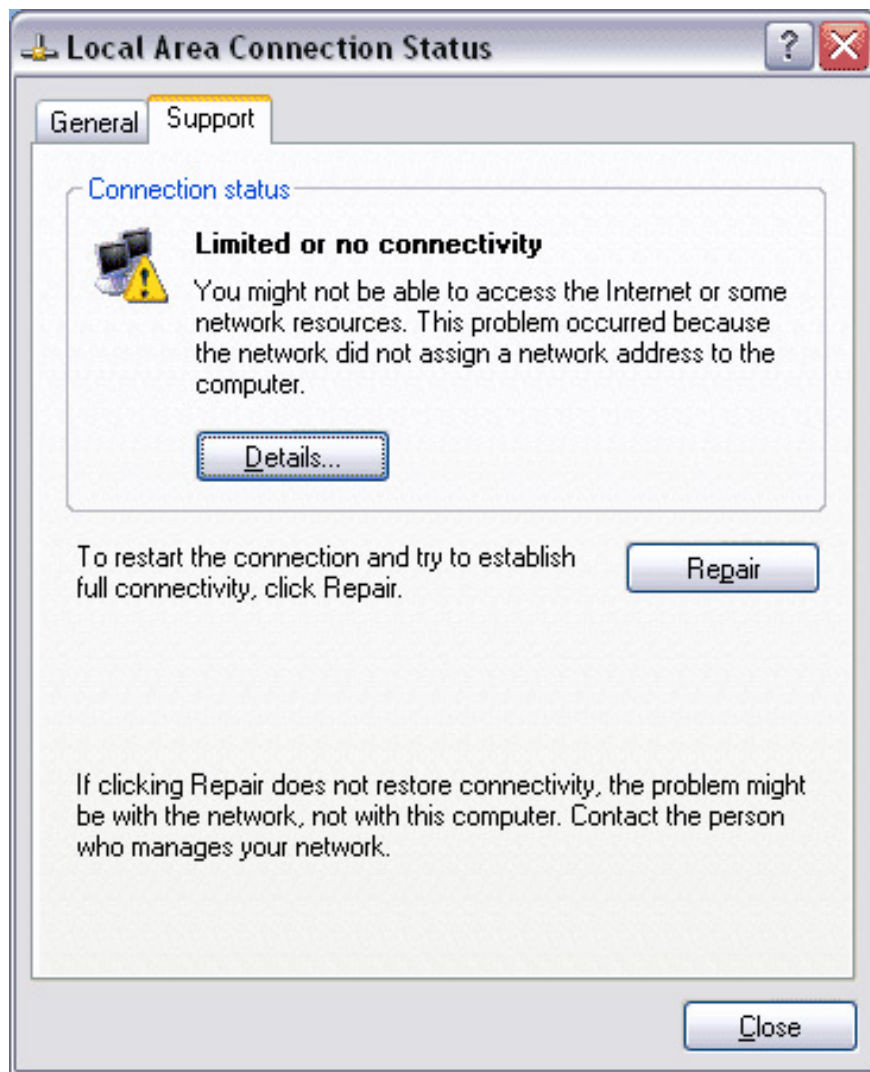 Local Area Connection Status
?
General
Support
Connection status
Limited or no connectivity
You might not be able to access the Internet or some
network resources. This problem occurred because
the network did not assign a network address to the
computer.
Details...
To restart the connection and try to establish
full connectivity, click Repair.
Repair
If clicking Repair does not restore connectivity, the problem might
be with the network, not with this computer. Contact the person
who manages your network.
Close